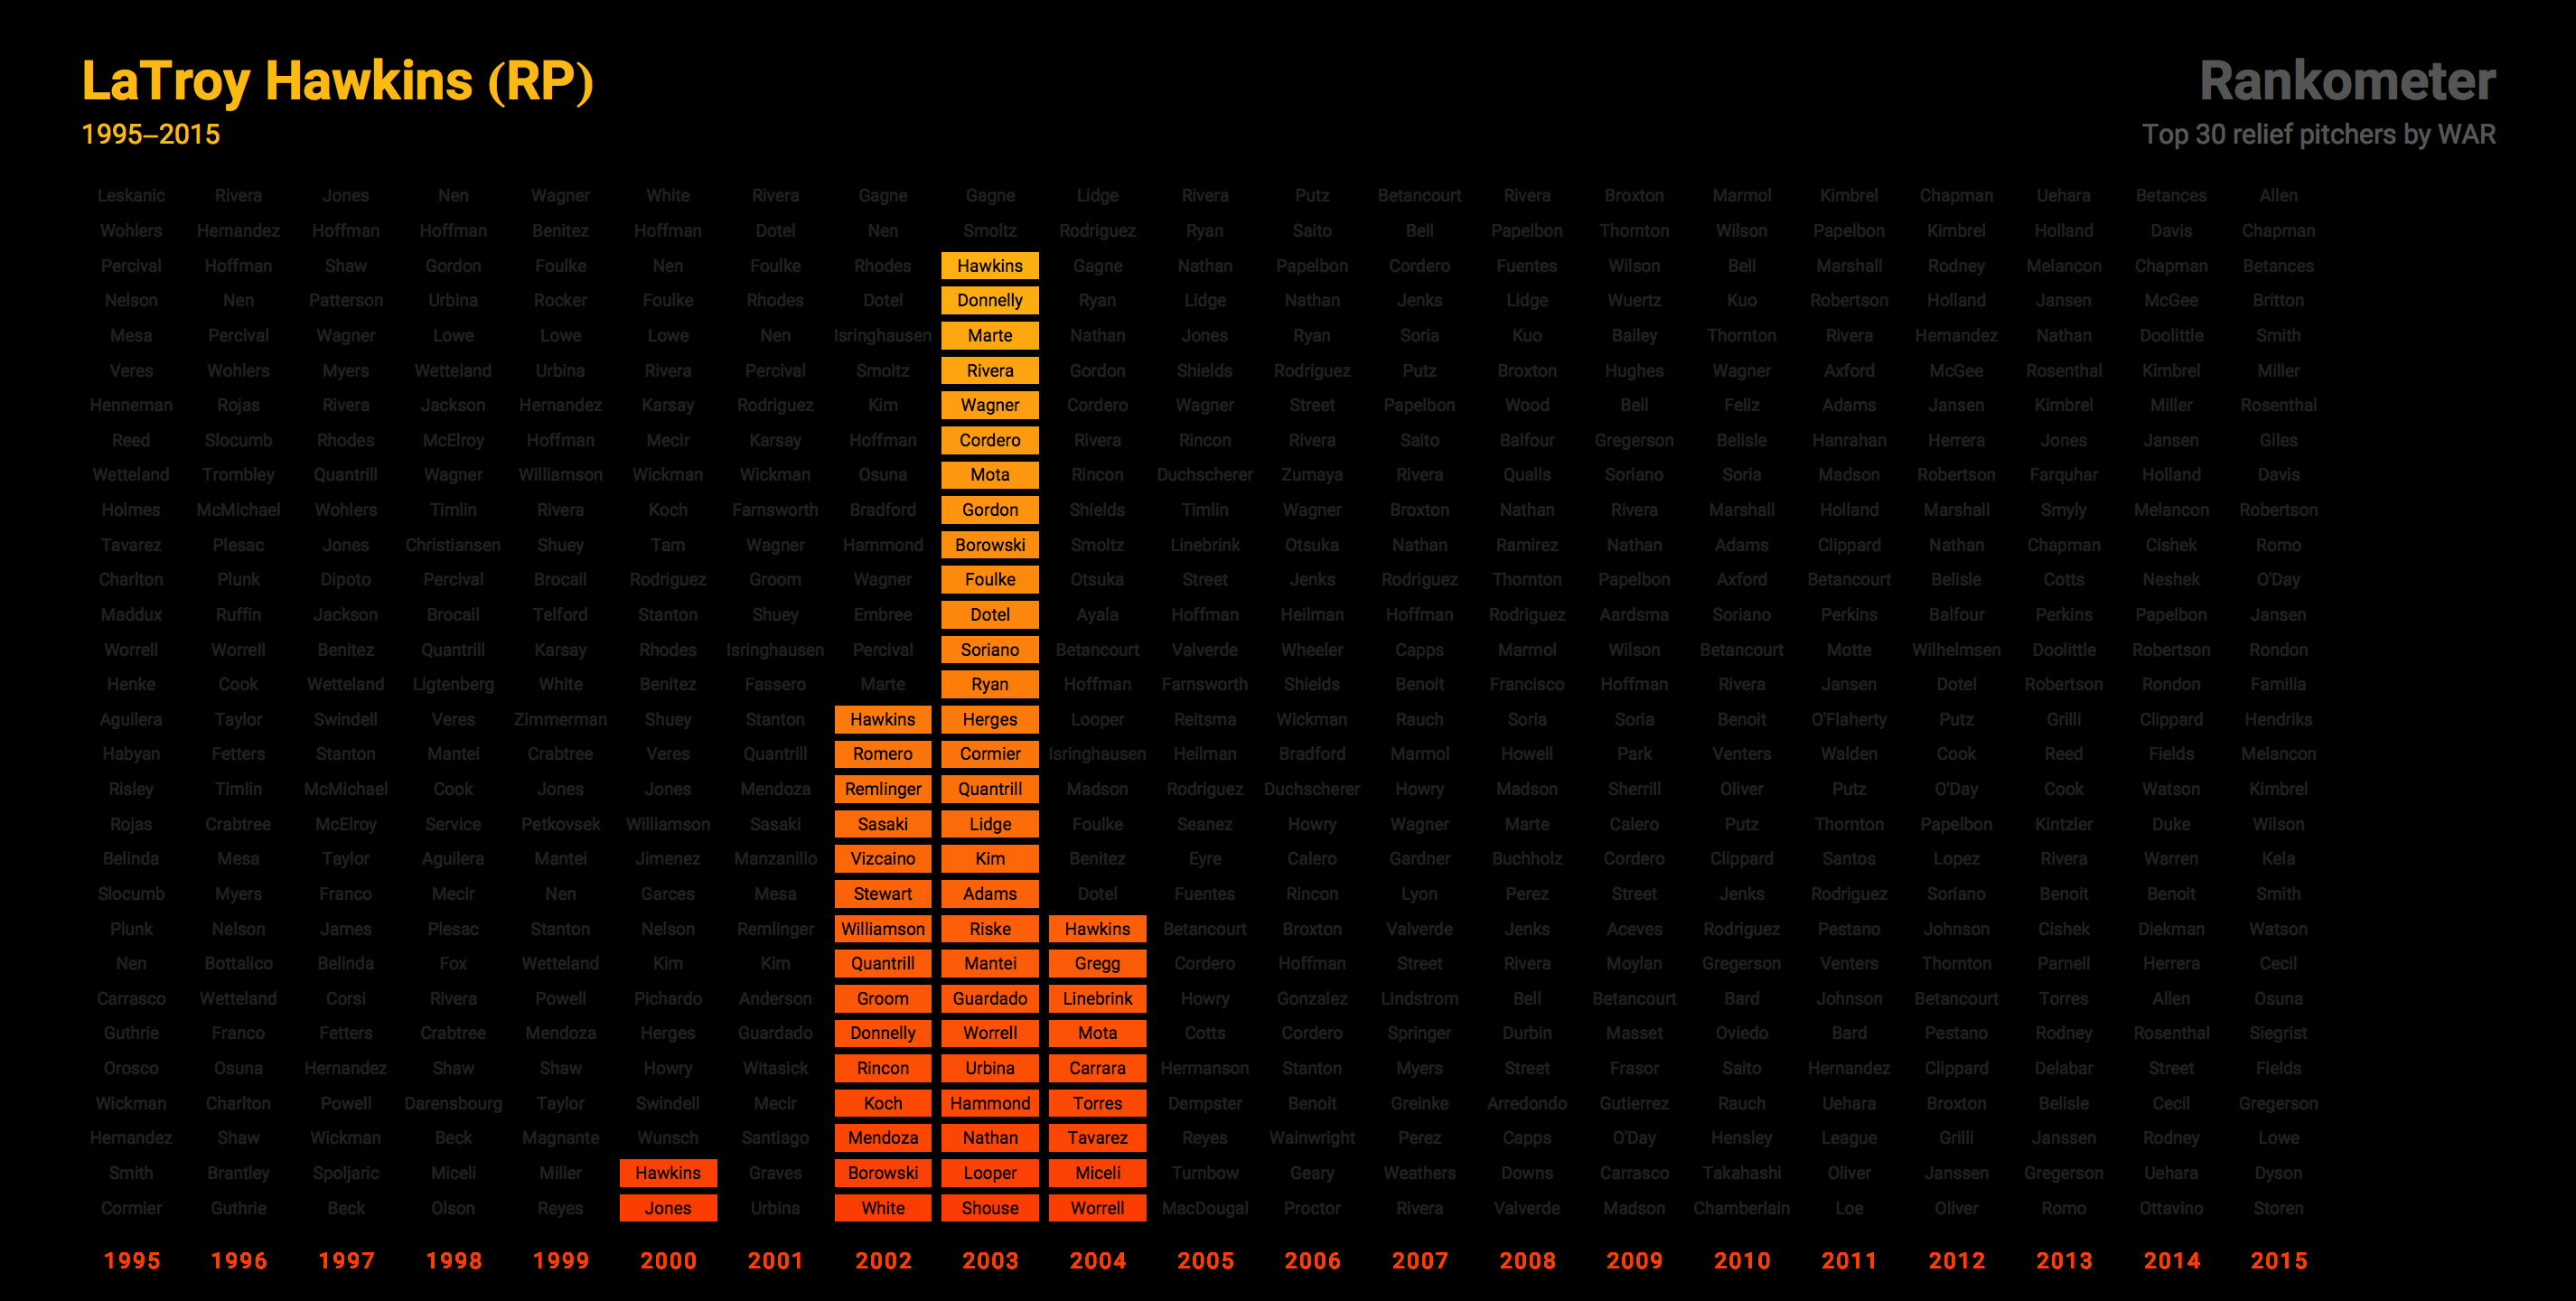 LaTroy Hawkins (RP) Rankometer
1995–2015 Top 30 relief pitchers by WAR
Leskanic Rivera Jones Nen Wagner White Rivera Gagne Gagne Lidge Rivera Putz Betancourt Rivera Broxton Marmol Kimbrel Chapman Uehara Betances Allen
Wohlers Hernandez Hoffman Hoffman Benitez Hoffman Dotel Nen Smoltz Rodriguez Ryan Saito Bell Papelbon Thornton Wilson Papelbon Kimbrel Holland Davis Chapman
Percival Hoffman Shaw Gordon Foulke Nen Foulke Rhodes Hawkins Gagne Nathan Papelbon Cordero Fuentes Wilson Bell Marshall Rodney Melancon Chapman Betances
Nelson Nen Patterson Urbina Rocker Foulke Rhodes Dotel Donnelly Ryan Lidge Nathan Jenks Lidge Wuertz Kuo Robertson Holland Jansen McGee Britton
Mesa Percival Wagner Lowe Lowe Lowe Nen Isringhausen Marte Nathan Jones Ryan Soria Kuo Bailey Thornton Rivera Hernandez Nathan Doolittle Smith
Veres Wohlers Myers Wetteland Urbina Rivera Percival Smoltz Rivera Gordon Shields Rodriguez Putz Broxton Hughes Wagner Axford McGee Rosenthal Kimbrel Miller
Henneman Rojas Rivera Jackson Hernandez Karsay Rodriguez Kim Wagner Cordero Wagner Street Papelbon Wood Bell Feliz Adams Jansen Kimbrel Miller Rosenthal
Reed Slocumb Rhodes McElroy Hoffman Mecir Karsay Hoffman Cordero Rivera Rincon Rivera Saito Balfour Gregerson Belisle Hanrahan Herrera Jones Jansen Giles
Wetteland Trombley Quantrill Wagner Williamson Wickman Wickman Osuna Mota Rincon Duchscherer Zumaya Rivera Qualls Soriano Soria Madson Robertson Farquhar Holland Davis
Holmes McMichael Wohlers Timlin Rivera Koch Farnsworth Bradford Gordon Shields Timlin Wagner Broxton Nathan Rivera Marshall Holland Marshall Smyly Melancon Robertson
Tavarez Plesac Jones Christiansen Shuey Tam Wagner Hammond Borowski Smoltz Linebrink Otsuka Nathan Ramirez Nathan Adams Clippard Nathan Chapman Cishek Romo
Charlton Plunk Dipoto Percival Brocail Rodriguez Groom Wagner Foulke Otsuka Street Jenks Rodriguez Thornton Papelbon Axford Betancourt Belisle Cotts Neshek O'Day
Maddux Ruffin Jackson Brocail Telford Stanton Shuey Embree Dotel Ayala Hoffman Heilman Hoffman Rodriguez Aardsma Soriano Perkins Balfour Perkins Papelbon Jansen
Worrell Worrell Benitez Quantrill Karsay Rhodes Isringhausen Percival Soriano Betancourt Valverde Wheeler Capps Marmol Wilson Betancourt Motte Wilhelmsen Doolittle Robertson Rondon
Henke Cook Wetteland Ligtenberg White Benitez Fassero Marte Ryan Hoffman Farnsworth Shields Benoit Francisco Hoffman Rivera Jansen Dotel Robertson Rondon Familia
Aguilera Taylor Swindell Veres Zimmerman Shuey Stanton Hawkins Herges Looper Reitsma Wickman Rauch Soria Soria Benoit O'Flaherty Putz Grilli Clippard Hendriks
Habyan Fetters Stanton Mantei Crabtree Veres Quantrill Romero Cormier Isringhausen Heilman Bradford Marmol Howell Park Venters Walden Cook Reed Fields Melancon
Risley Timlin McMichael Cook Jones Jones Mendoza Remlinger Quantrill Madson Rodriguez Duchscherer Howry Madson Sherrill Oliver Putz O'Day Cook Watson Kimbrel
Rojas Crabtree McElroy Service Petkovsek Williamson Sasaki Sasaki Lidge Foulke Seanez Howry Wagner Marte Calero Putz Thornton Papelbon Kintzler Duke Wilson
Belinda Mesa Taylor Aguilera Mantei Jimenez Manzanillo Vizcaino Kim Benitez Eyre Calero Gardner Buchholz Cordero Clippard Santos Lopez Rivera Warren Kela
Slocumb Myers Franco Mecir Nen Garces Mesa Stewart Adams Dotel Fuentes Rincon Lyon Perez Street Jenks Rodriguez Soriano Benoit Benoit Smith
Plunk Nelson James Plesac Stanton Nelson Remlinger Williamson Riske Hawkins Betancourt Broxton Valverde Jenks Aceves Rodriguez Pestano Johnson Cishek Diekman Watson
Nen Bottalico Belinda Fox Wetteland Kim Kim Quantrill Mantei Gregg Cordero Hoffman Street Rivera Moylan Gregerson Venters Thornton Parnell Herrera Cecil
Carrasco Wetteland Corsi Rivera Powell Pichardo Anderson Groom Guardado Linebrink Howry Gonzalez Lindstrom Bell Betancourt Bard Johnson Betancourt Torres Allen Osuna
Guthrie Franco Fetters Crabtree Mendoza Herges Guardado Donnelly Worrell Mota Cotts Cordero Springer Durbin Masset Oviedo Bard Pestano Rodney Rosenthal Siegrist
Orosco Osuna Hernandez Shaw Shaw Howry Witasick Rincon Urbina Carrara Hermanson Stanton Myers Street Frasor Saito Hernandez Clippard Delabar Street Fields
Wickman Charlton Powell Darensbourg Taylor Swindell Mecir Koch Hammond Torres Dempster Benoit Greinke Arredondo Gutierrez Rauch Uehara Broxton Belisle Cecil Gregerson
Hernandez Shaw Wickman Beck Magnante Wunsch Santiago Mendoza Nathan Tavarez Reyes Wainwright Perez Capps O'Day Hensley League Grilli Janssen Rodney Lowe
Smith Brantley Spoljaric Miceli Miller Hawkins Graves Borowski Looper Miceli Turnbow Geary Weathers Downs Carrasco Takahashi Oliver Janssen Gregerson Uehara Dyson
Cormier Guthrie Beck Olson Reyes Jones Urbina White Shouse Worrell MacDougal Proctor Rivera Valverde Madson Chamberlain Loe Oliver Romo Ottavino Storen
1995 1996 1997 1998 1999 2000 2001 2002 2003 2004 2005 2006 2007 2008 2009 2010 2011 2012 2013 2014 2015